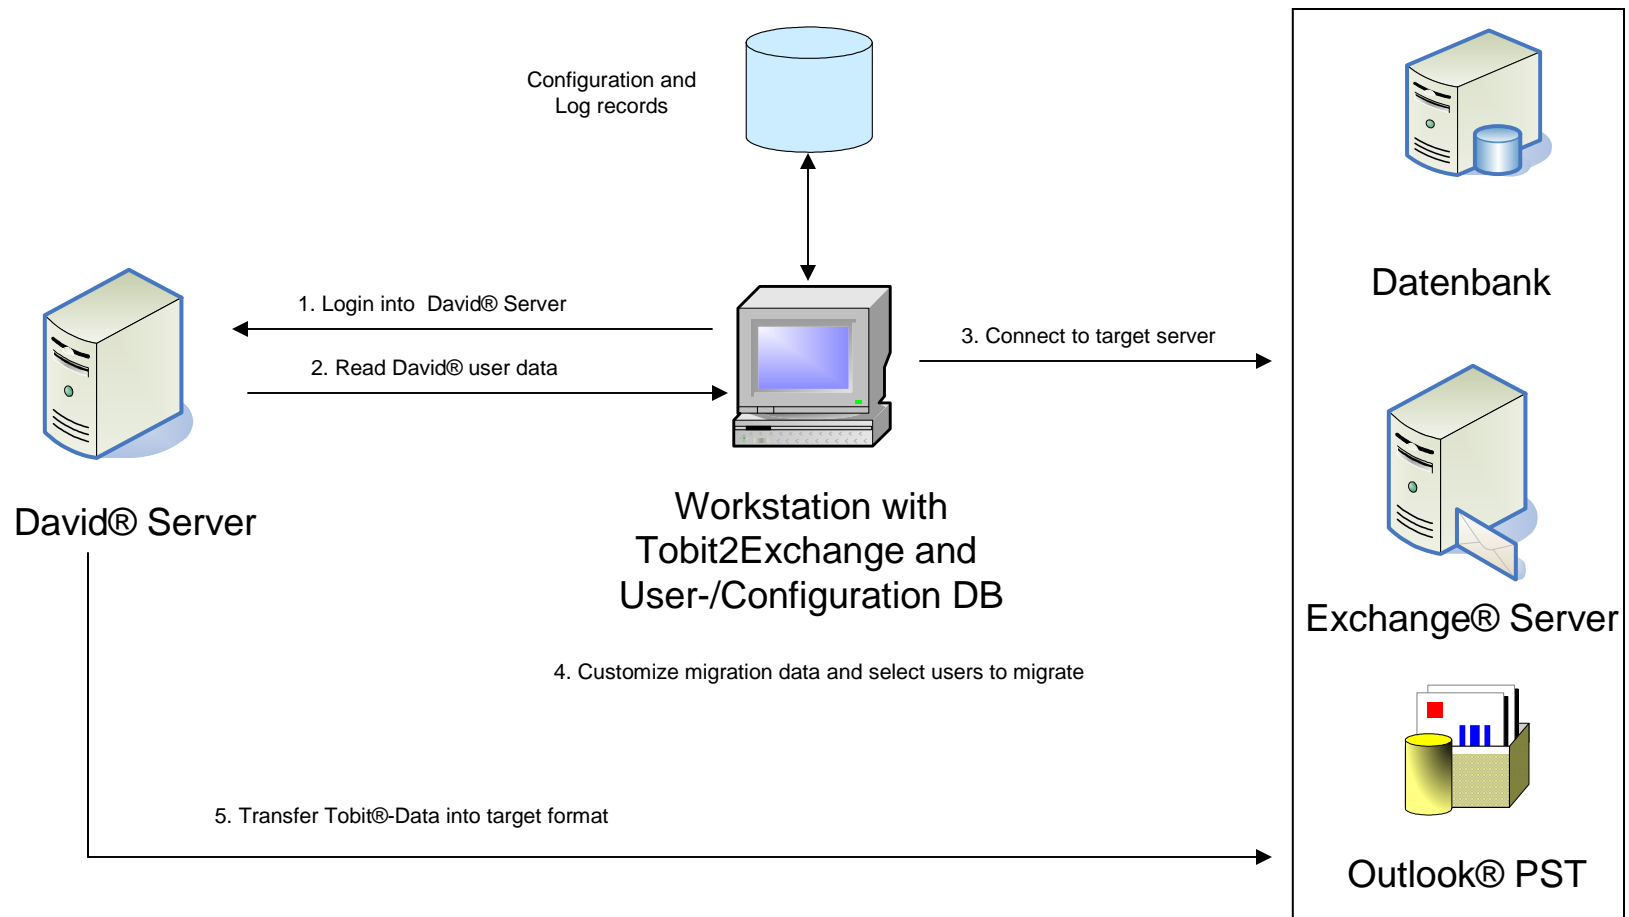 Configuration and
Log records
1. Login into  David® Server
2. Read David® user data
3. Connect to target server
David® Server
Workstation with
Tobit2Exchange and
User-/Configuration DB
4. Customize migration data and select users to migrate
5. Transfer Tobit®-Data into target format
Datenbank
Exchange® Server
Outlook® PST